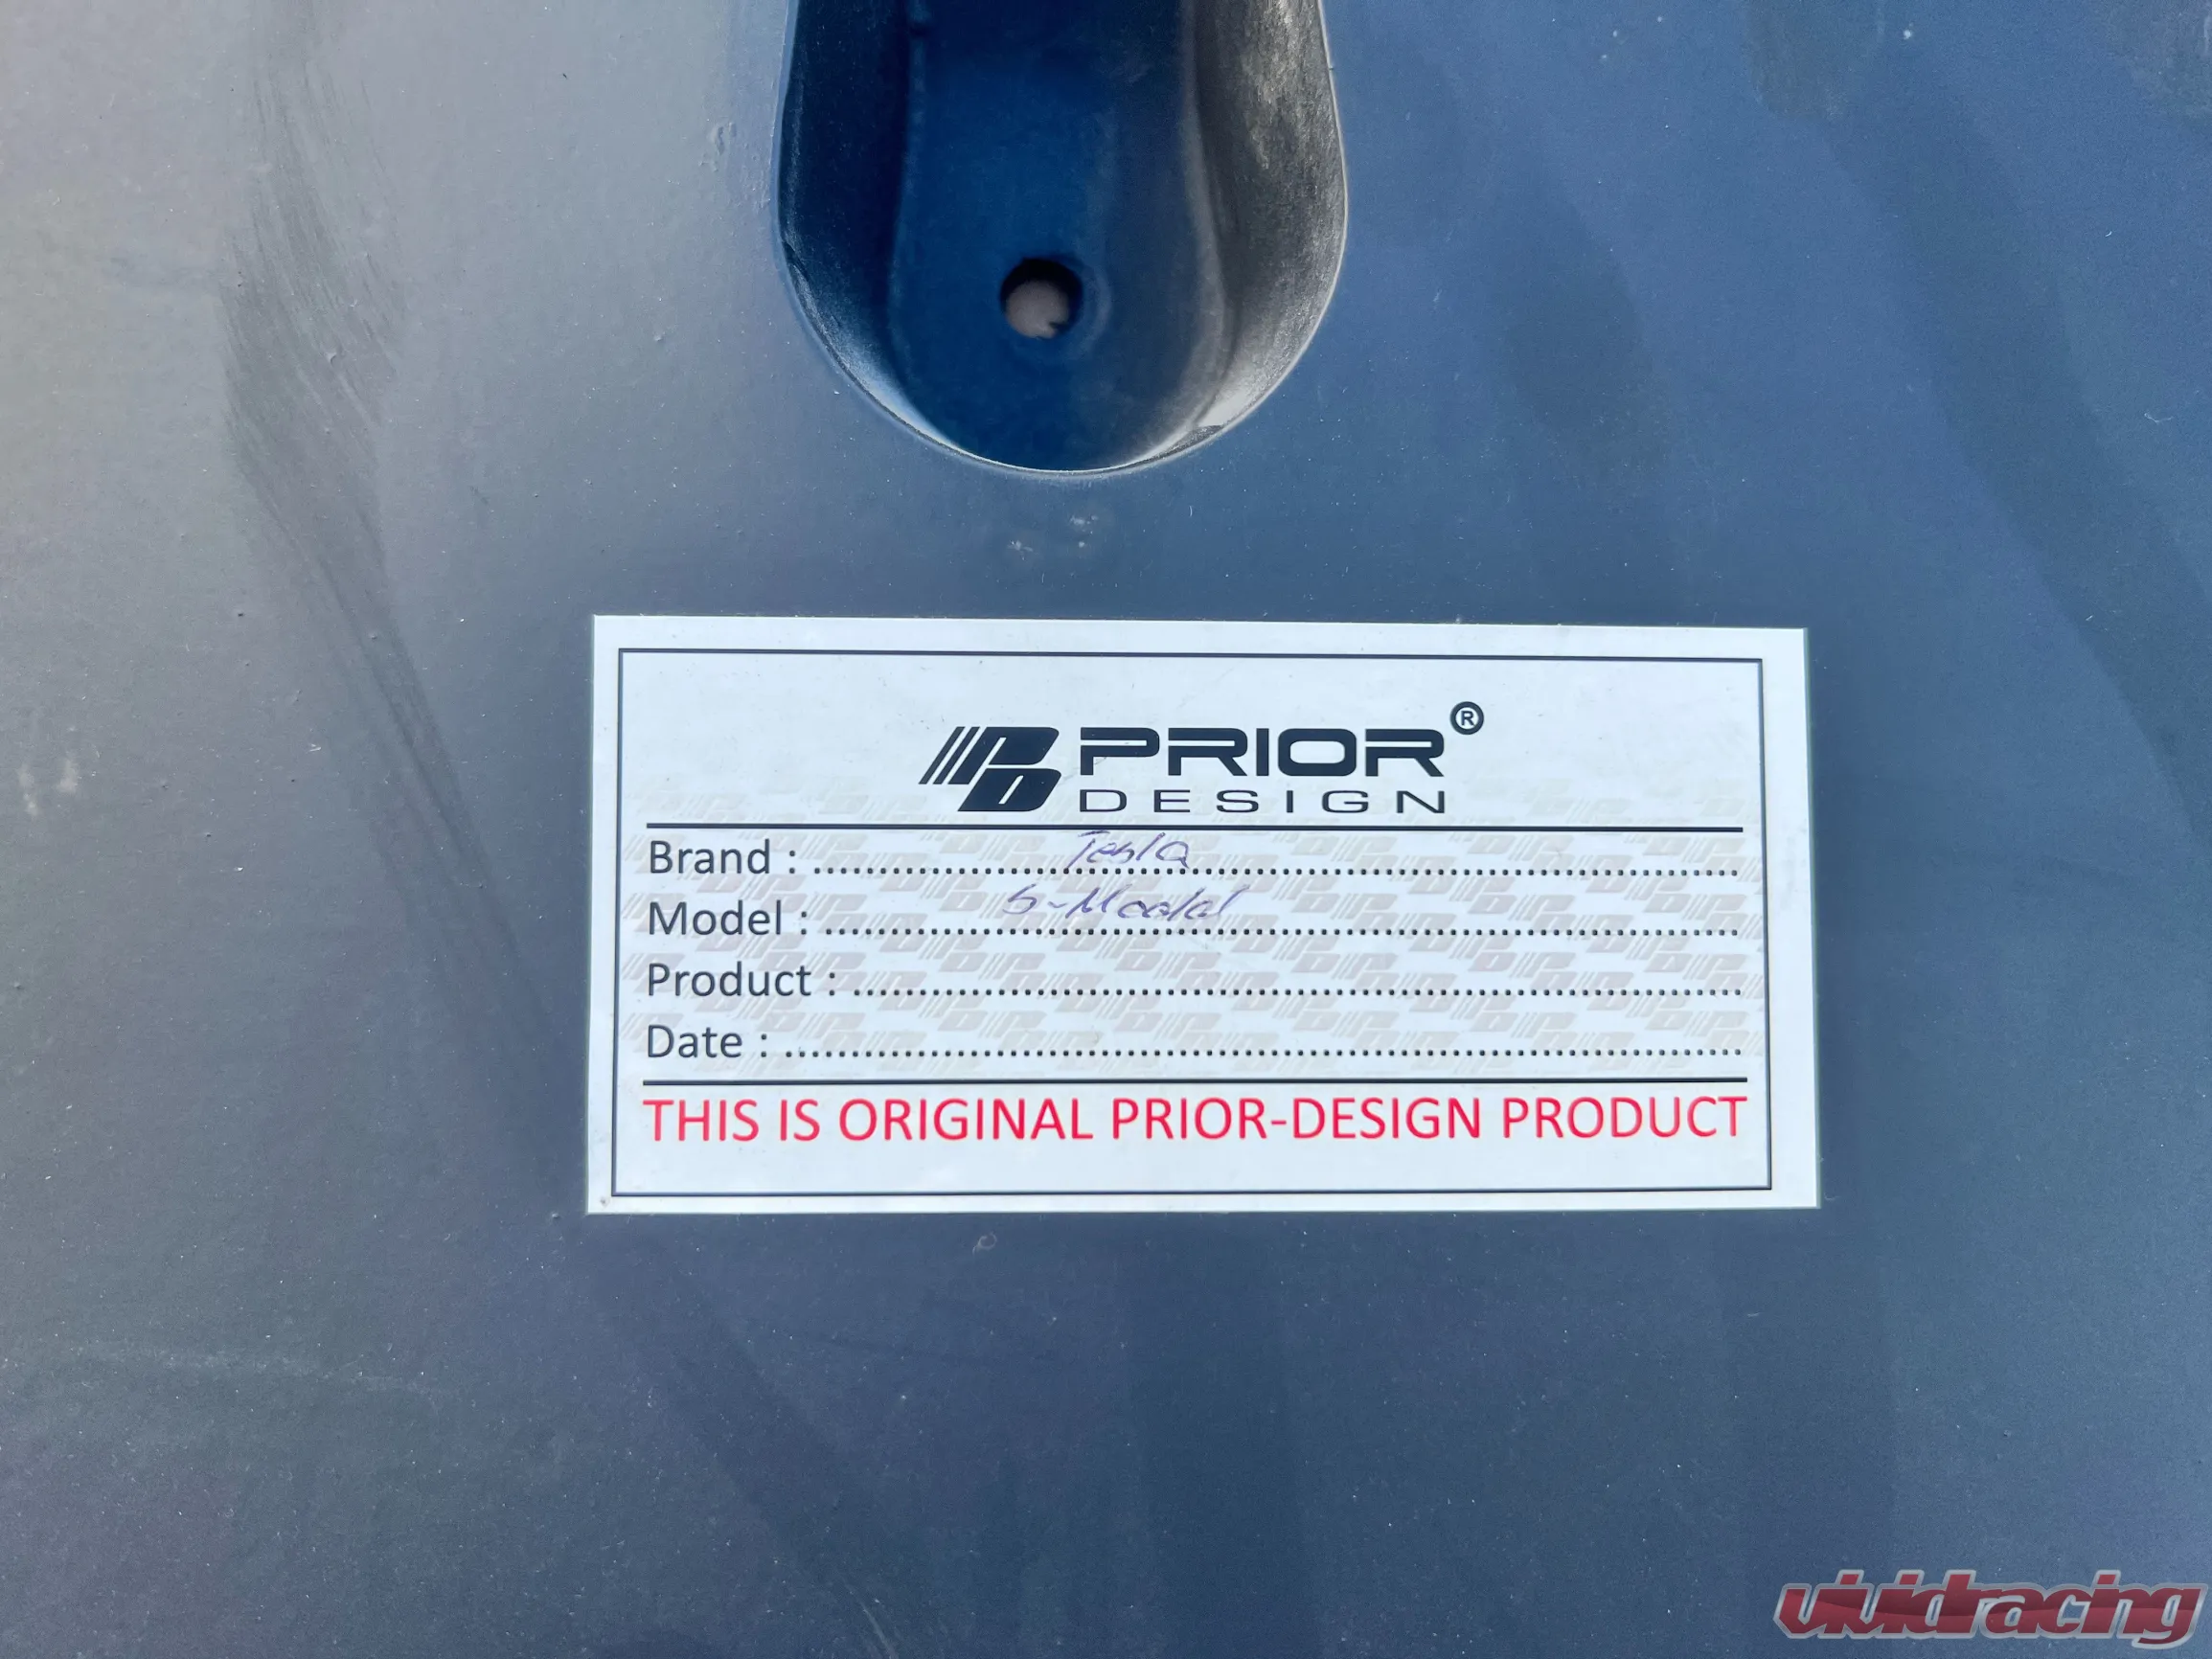 PRIOR®
DESIGN
Brand : .......... Tesla ..........
Model : .......... S-Model ..........
Product : ....................
Date : ....................
THIS IS ORIGINAL PRIOR-DESIGN PRODUCT
vividracing